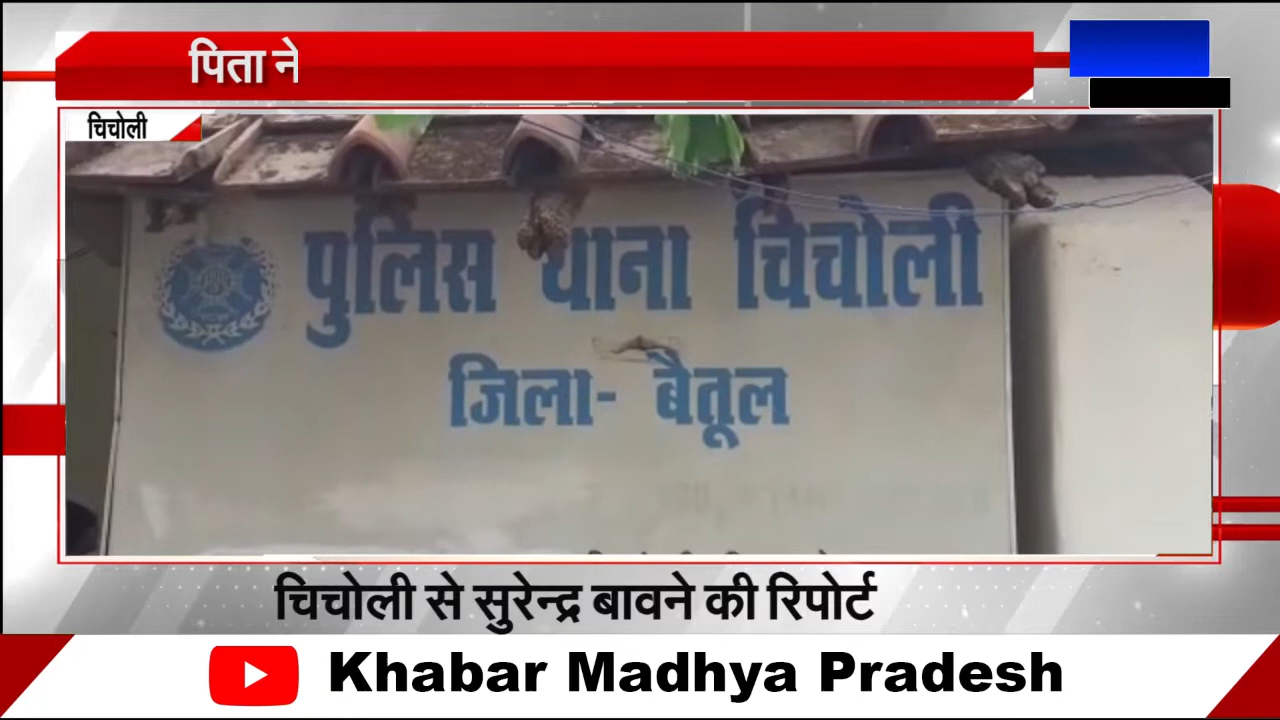 पिता ने
चिचोली
पुलिस थाना चिचोली
जिला- बैतूल
चिचोली से सुरेन्द्र बावने की रिपोर्ट
Khabar Madhya Pradesh